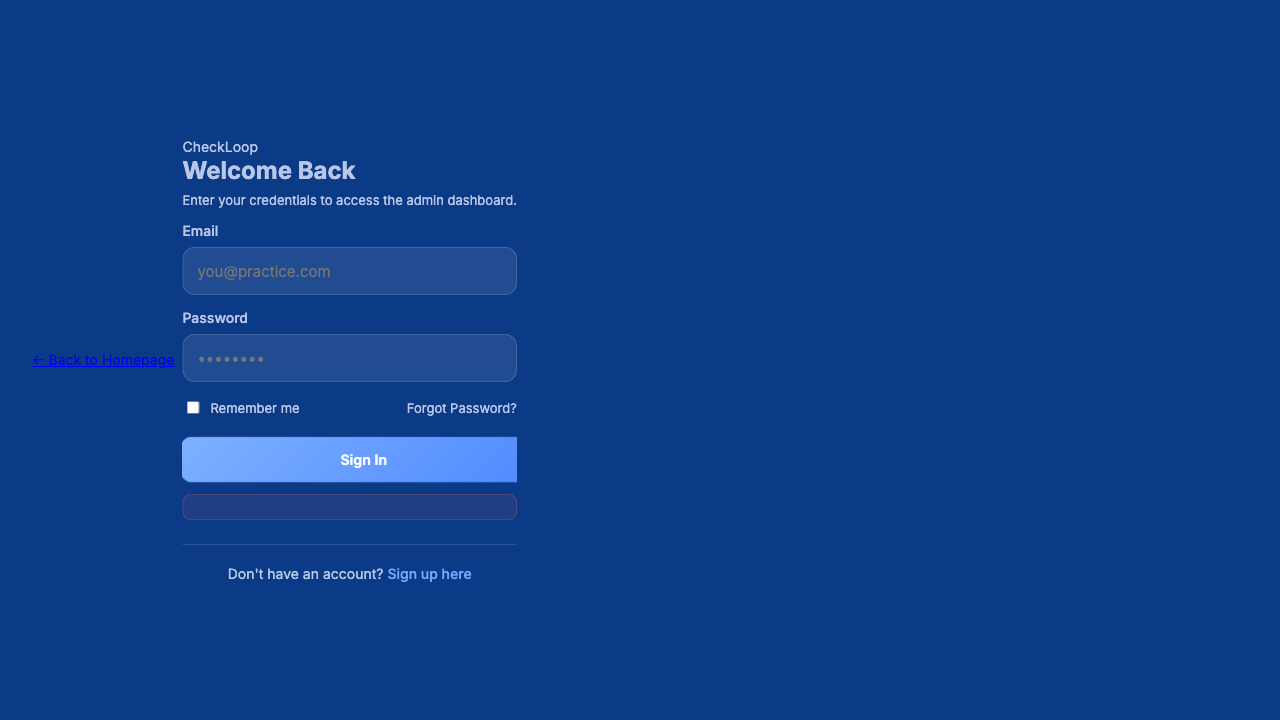 CheckLoop
Welcome Back
Enter your credentials to access the admin dashboard.
Email
you@practice.com
Password
••••••••
← Back to Homepage
Remember me
Forgot Password?
Sign In
Don't have an account? Sign up here